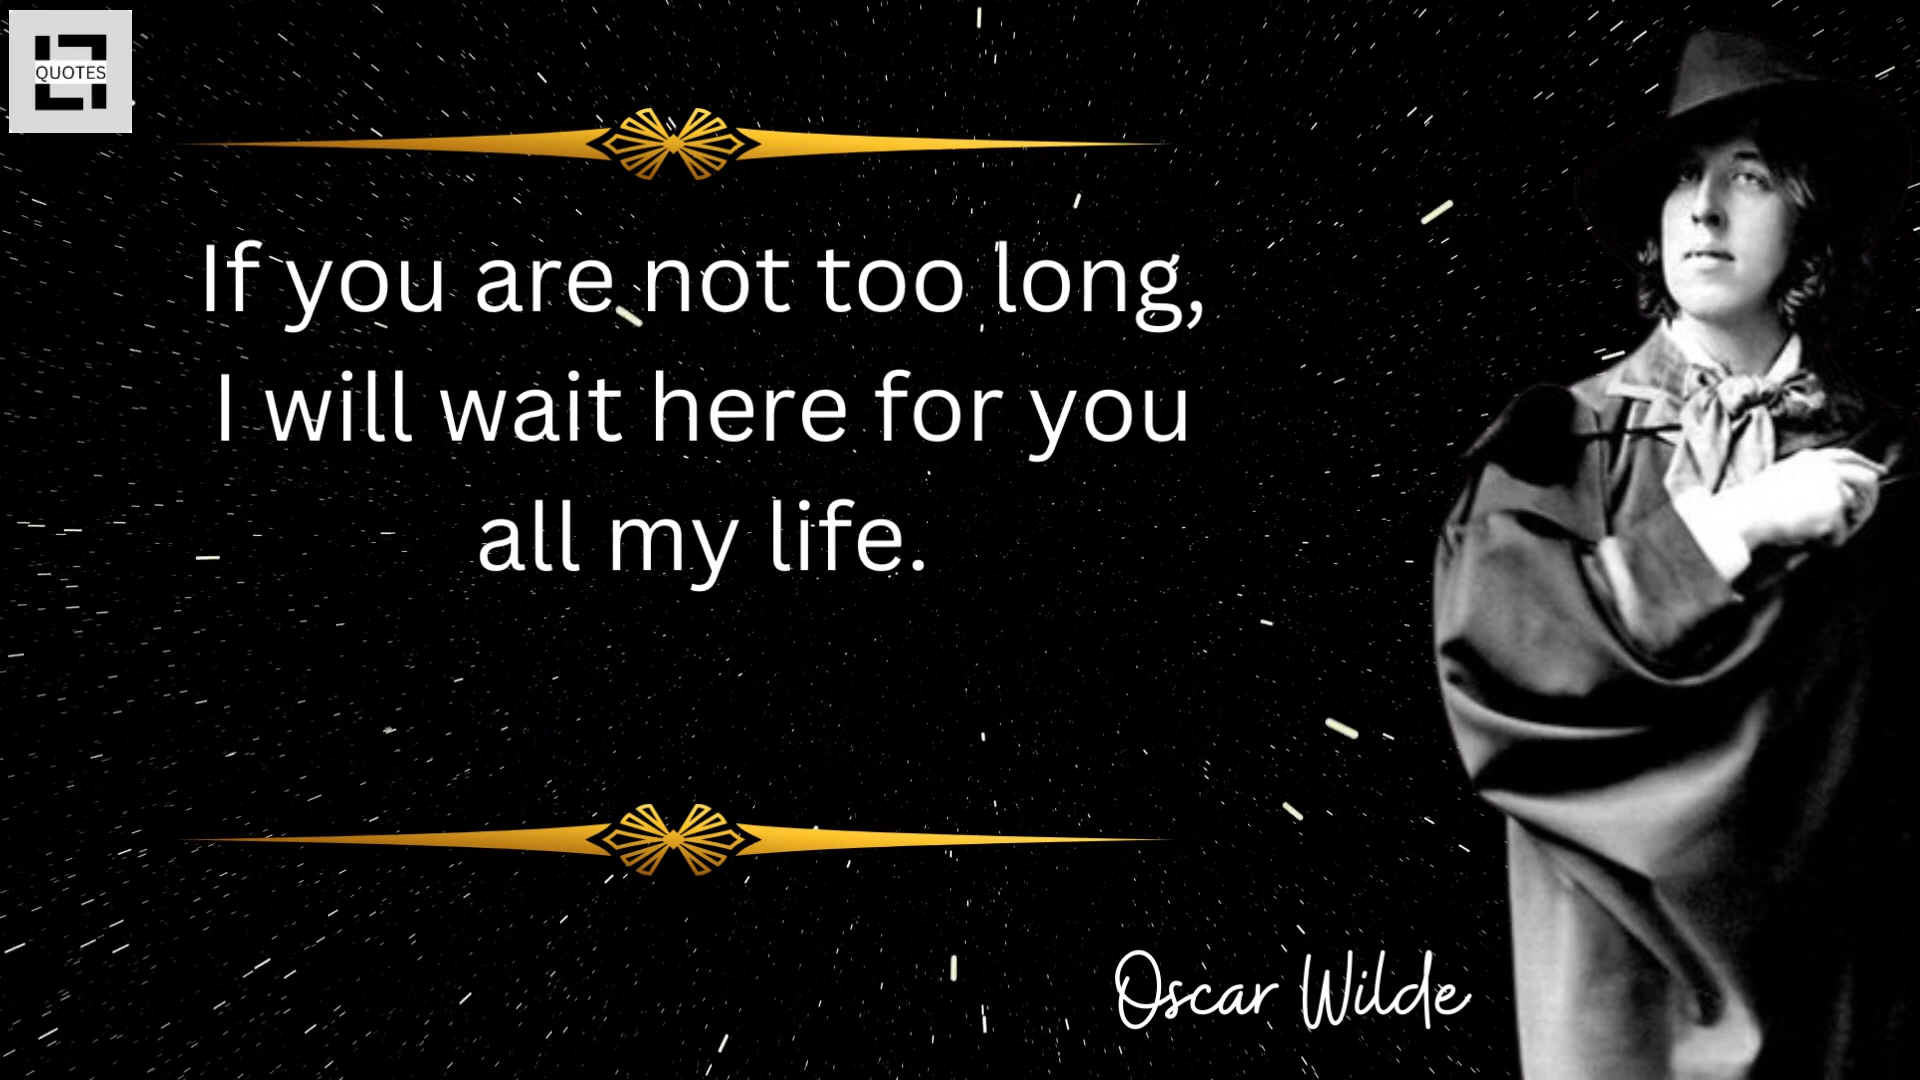 QUOTES
If you are not too long,
I will wait here for you
all my life.
Oscar Wilde